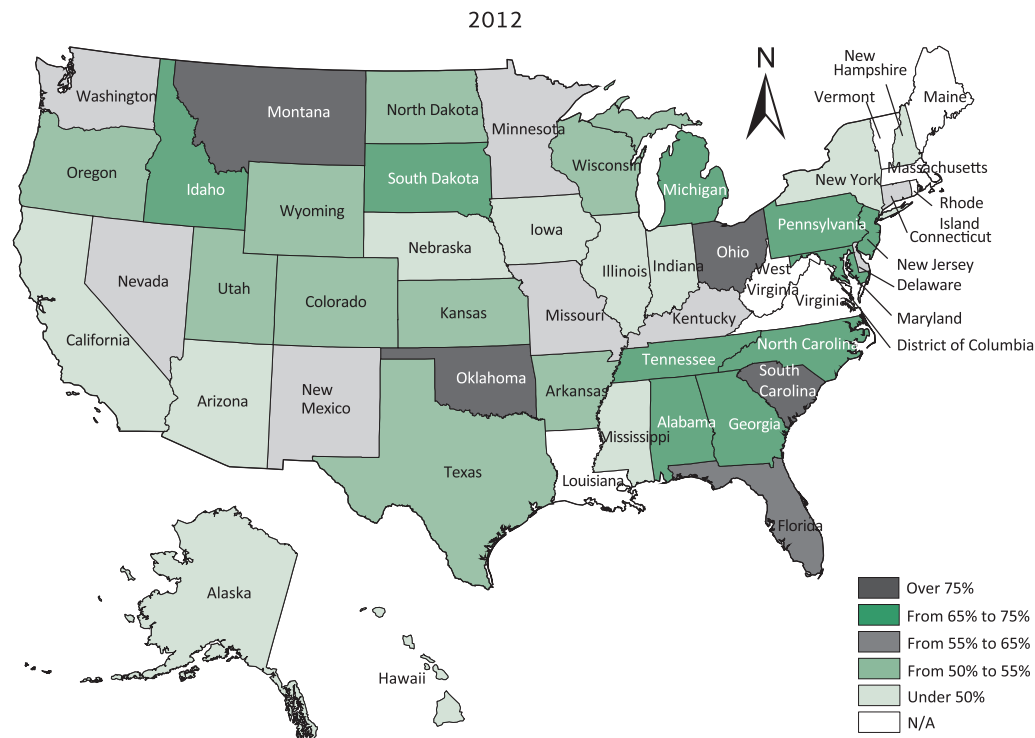 2012
N
New
Hampshire
Vermont
Maine
Washington
Montana
North Dakota
Minnesota
Wisconsin
Michigan
New York
Massachusetts
Rhode
Island
Connecticut
Oregon
Idaho
South Dakota
Wyoming
Iowa
Nebraska
Pennsylvania
Ohio
New Jersey
Delaware
Illinois
Indiana
West
Virginia
Virginia
Maryland
District of Columbia
Nevada
Utah
Colorado
Kansas
Missouri
Kentucky
California
Tennessee
North Carolina
South
Carolina
Arizona
New
Mexico
Oklahoma
Arkansas
Mississippi
Alabama
Georgia
Texas
Louisiana
Florida
Alaska
Hawaii
Over 75%
From 65% to 75%
From 55% to 65%
From 50% to 55%
Under 50%
N/A